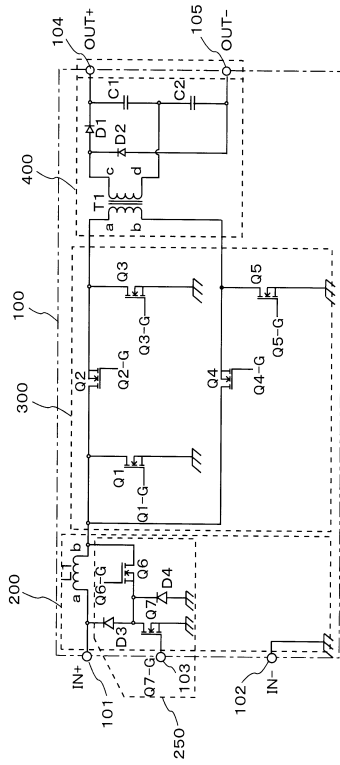 100
200
300
400
104
OUT+
IN+
101
a
b
Q6-G
Q6
D3
D4
Q7
Q7-G
103
250
102
IN-
Q1
Q1-G
Q2
Q2-G
Q3
Q3-G
Q4
Q4-G
Q5
Q5-G
T1
a
b
c
d
D1
D2
C1
C2
105
OUT-